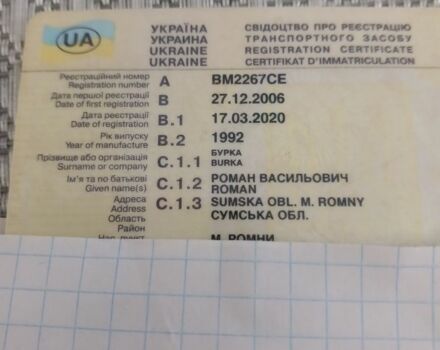 UA
УКРАЇНА
УКРАИНА
UKRAINE
UKRAINE
СВІДОЦТВО ПРО РЕЄСТРАЦІЮ
ТРАНСПОРТНОГО ЗАСОБУ
REGISTRATION CERTIFICATE
CERTIFICAT D'IMMATRICULATION
Реєстраційний номер
Registration number
A
BM2267CE
Дата першої реєстрації
Date of first registration
B
27.12.2006
Дата реєстрації
Date of registration
B.1
17.03.2020
Рік випуску
Year of manufacture
B.2
1992
Прізвище або організація
Surname or company
C.1.1
БУРКА
BURKA
Ім'я та по батькові
Given name(s)
C.1.2
РОМАН ВАСИЛЬОВИЧ
ROMAN
Адреса
Address
C.1.3
SUMSKA OBL. M. ROMNY
Область
СУМСЬКА ОБЛ.
Район
Нас. пункт
М. РОМНИ